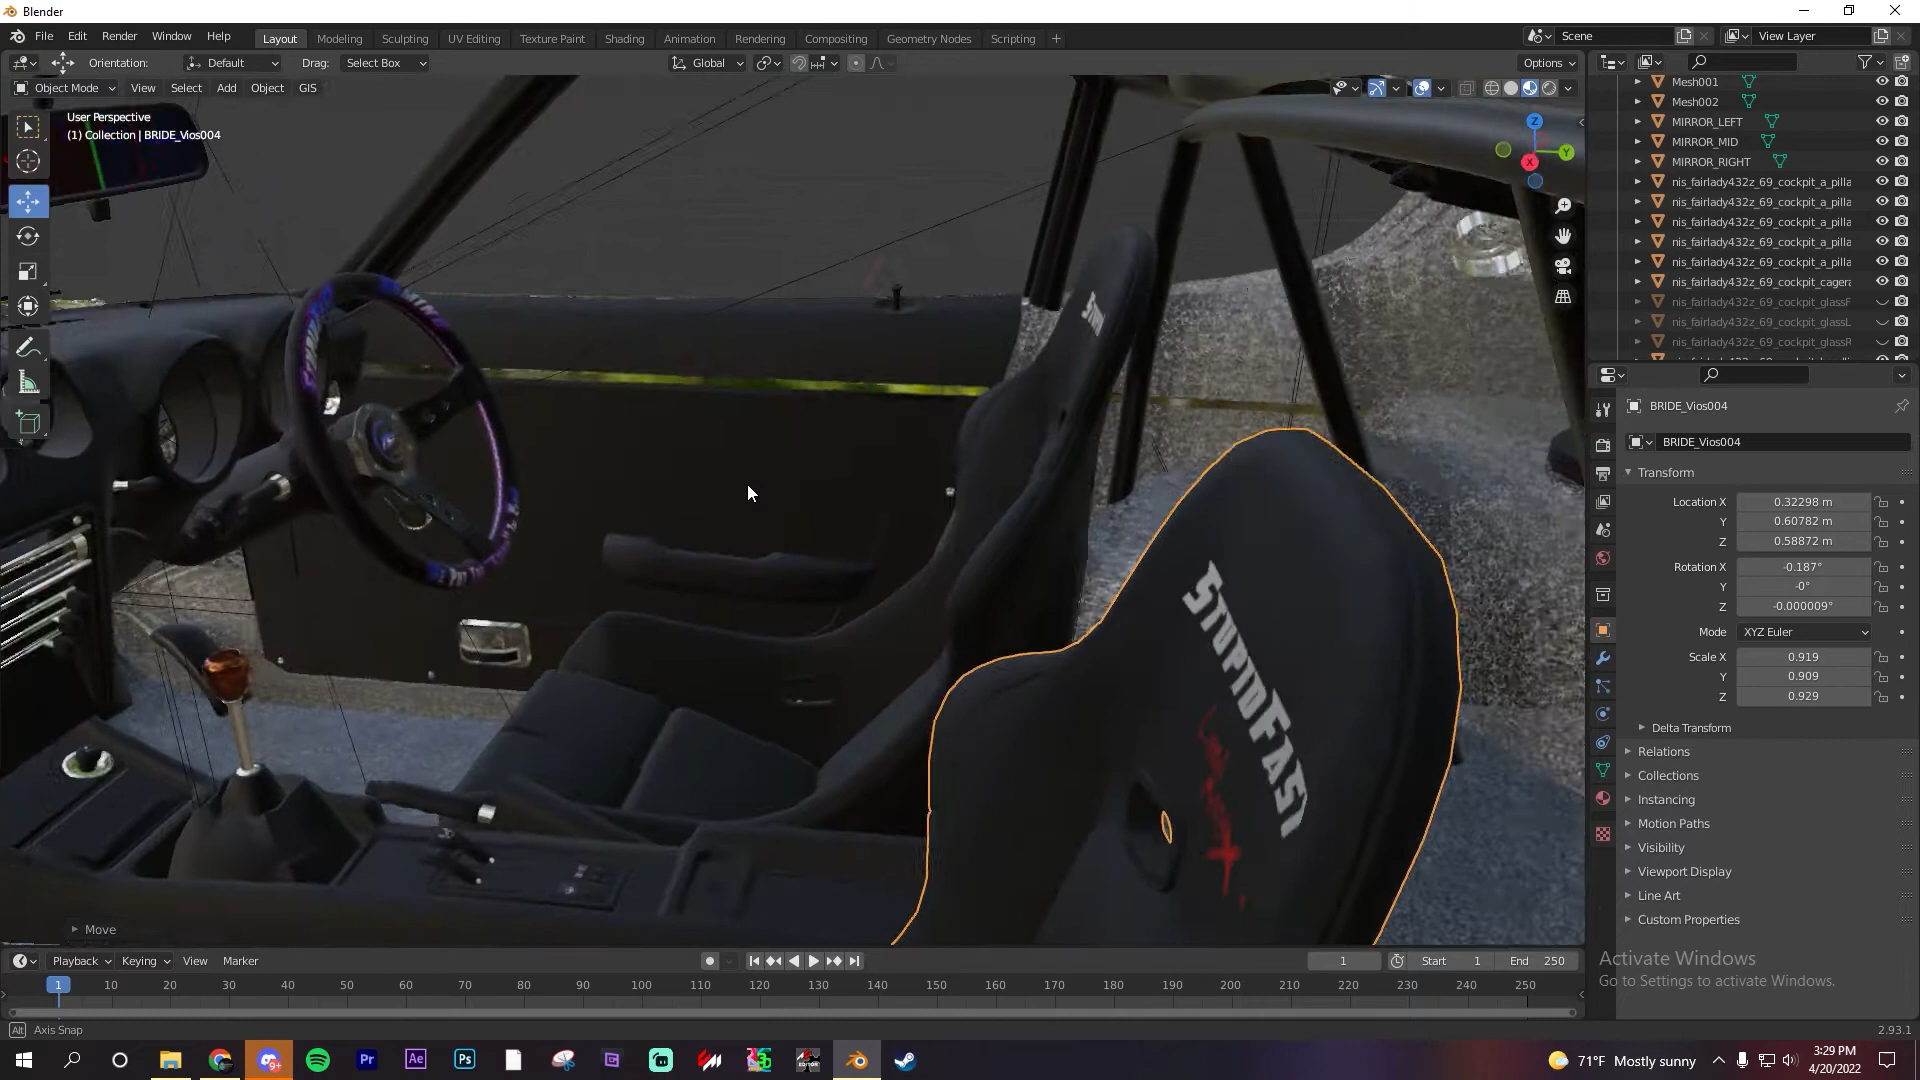 Blender
File Edit Render Window Help
Layout Modeling Sculpting UV Editing Texture Paint Shading Animation Rendering Compositing Geometry Nodes Scripting
Scene
View Layer
Orientation: Default Drag: Select Box
Global
Options
Object Mode View Select Add Object GIS
User Perspective
(1) Collection | BRIDE_Vios004
Z
Y
X
Mesh001
Mesh002
MIRROR_LEFT
MIRROR_MID
MIRROR_RIGHT
nis_fairlady432z_69_cockpit_a_pilla
nis_fairlady432z_69_cockpit_a_pilla
nis_fairlady432z_69_cockpit_a_pilla
nis_fairlady432z_69_cockpit_a_pilla
nis_fairlady432z_69_cockpit_a_pilla
nis_fairlady432z_69_cockpit_cagera
nis_fairlady432z_69_cockpit_glassF
nis_fairlady432z_69_cockpit_glassL
nis_fairlady432z_69_cockpit_glassR
BRIDE_Vios004
BRIDE_Vios004
Transform
Location X 0.32298 m
Y 0.60782 m
Z 0.58872 m
Rotation X -0.187°
Y -0°
Z -0.000009°
Mode XYZ Euler
Scale X 0.919
Y 0.909
Z 0.929
Delta Transform
Relations
Collections
Instancing
Motion Paths
Visibility
Viewport Display
Line Art
Custom Properties
STUPIDFAST
Move
Playback Keying View Marker
1 Start 1 End 250
1 10 20 30 40 50 60 70 80 90 100 110 120 130 140 150 160 170 180 190 200 210 220 230 240 250
Activate Windows
Go to Settings to activate Windows.
Alt Axis Snap
2.93.1
9+ Pr Ae Ps
71°F Mostly sunny
3:29 PM
4/20/2022